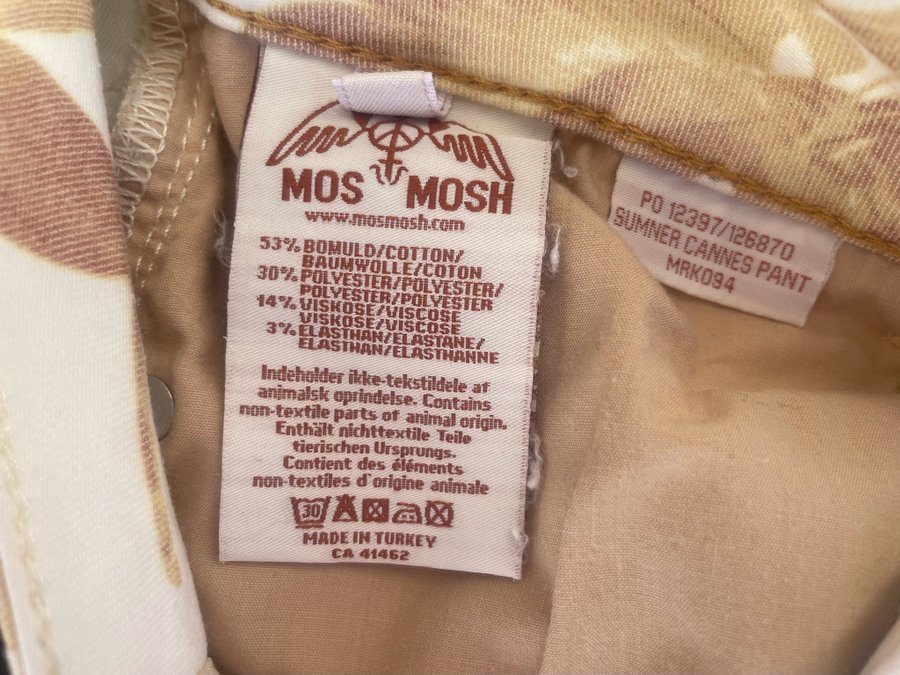 MOS MOSH
www.mosmosh.com
53% BOMULD/COTTON/
BAUMWOLLE/COTON
30% POLYESTER/POLYESTER/
POLYESTER/POLYESTER
14% VISKOSE/VISCOSE
VISKOSE/VISCOSE
3% ELASTHAN/ELASTANE/
ELASTHAN/ELASTHANNE
Indeholder ikke-tekstildele af
animalsk oprindelse. Contains
non-textile parts of animal origin.
Enthält nichttextile Teile
tierischen Ursprungs.
Contient des éléments
non-textiles d'origine animale
30
MADE IN TURKEY
CA 41462
PO 12397/126870
SUMNER CANNES PANT
MRK094